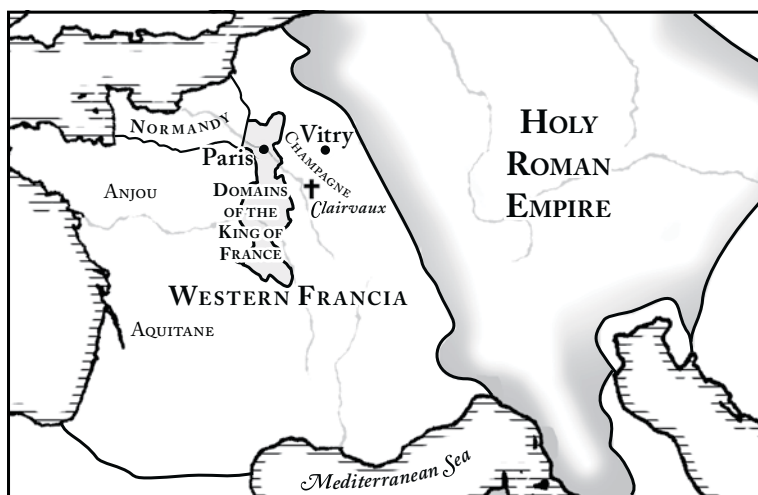 Holy
Roman
Empire
Normandy
Vitry
Paris
Champagne
Anjou
Domains
of the
King of
France
Clairvaux
Western Francia
Aquitane
Mediterranean Sea